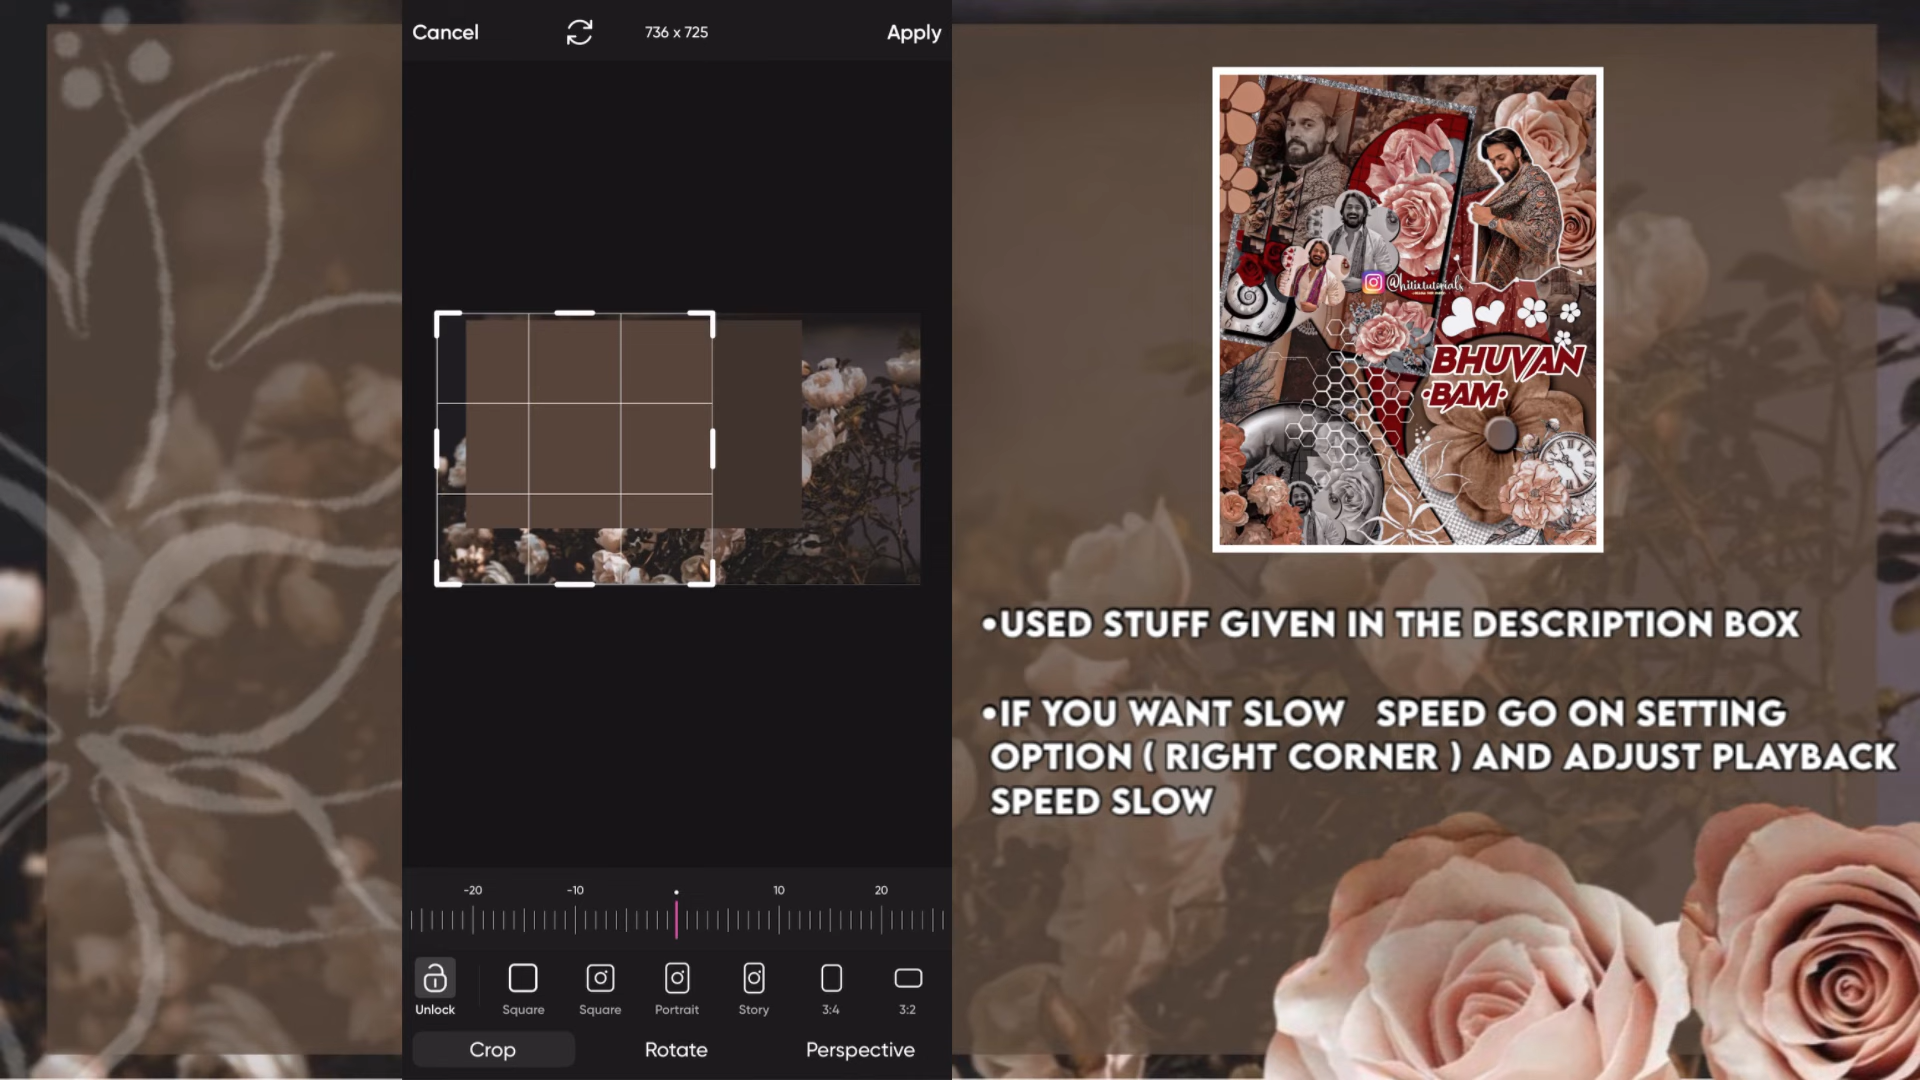 Cancel
736 x 725
Apply
-20
-10
10
20
Unlock
Square
Square
Portrait
Story
3:4
3:2
Crop
Rotate
Perspective
BHUVAN
•BAM•
•USED STUFF GIVEN IN THE DESCRIPTION BOX
•IF YOU WANT SLOW SPEED GO ON SETTING
OPTION ( RIGHT CORNER ) AND ADJUST PLAYBACK
SPEED SLOW